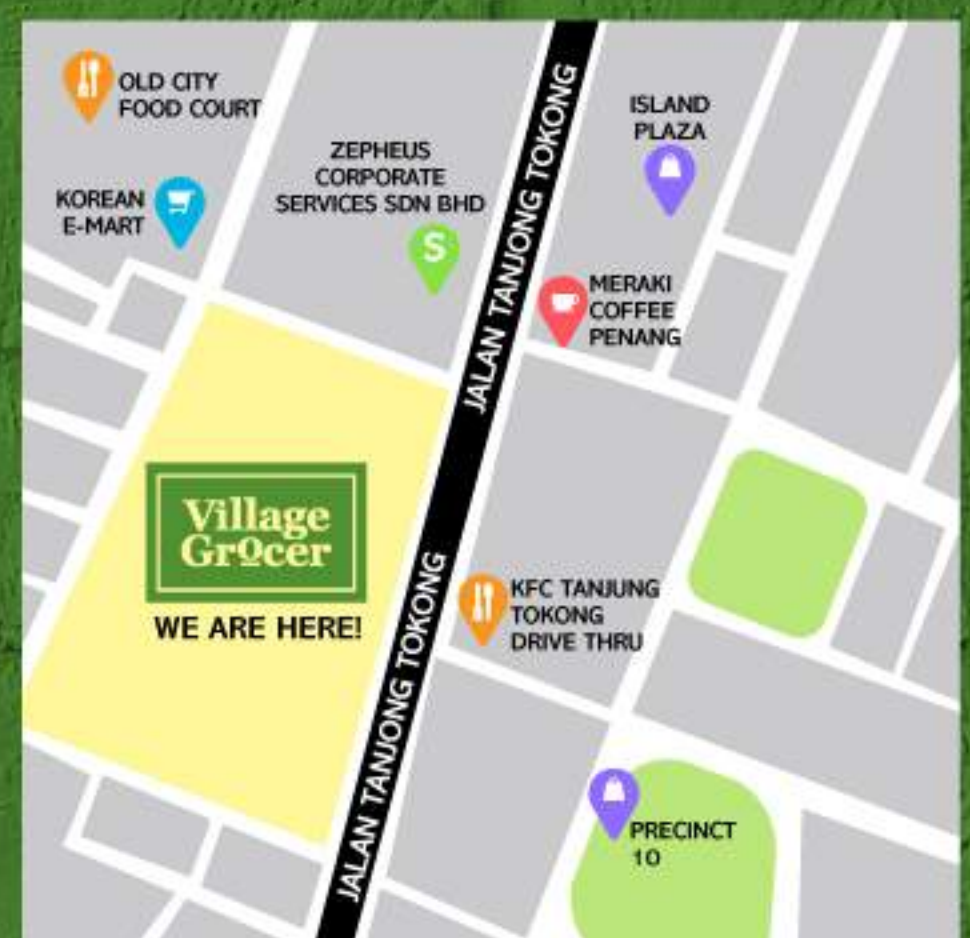 OLD CITY
FOOD COURT
KOREAN
E-MART
ZEPHEUS
CORPORATE
SERVICES SDN BHD
S
JALAN TANJONG TOKONG
ISLAND
PLAZA
MERAKI
COFFEE
PENANG
Village
Grocer
WE ARE HERE!
JALAN TANJONG TOKONG
KFC TANJUNG
TOKONG
DRIVE THRU
PRECINCT
10